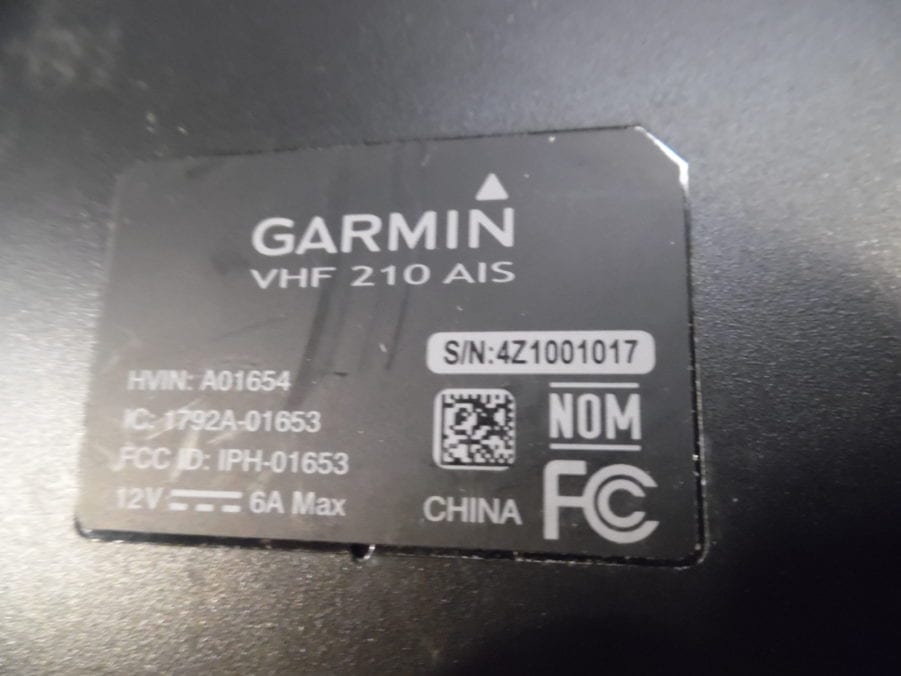 GARMIN
VHF 210 AIS
S/N:4Z1001017
HVIN: A01654
IC: 1792A-01653
FCC ID: IPH-01653
12V 6A Max
NOM
CHINA
FC